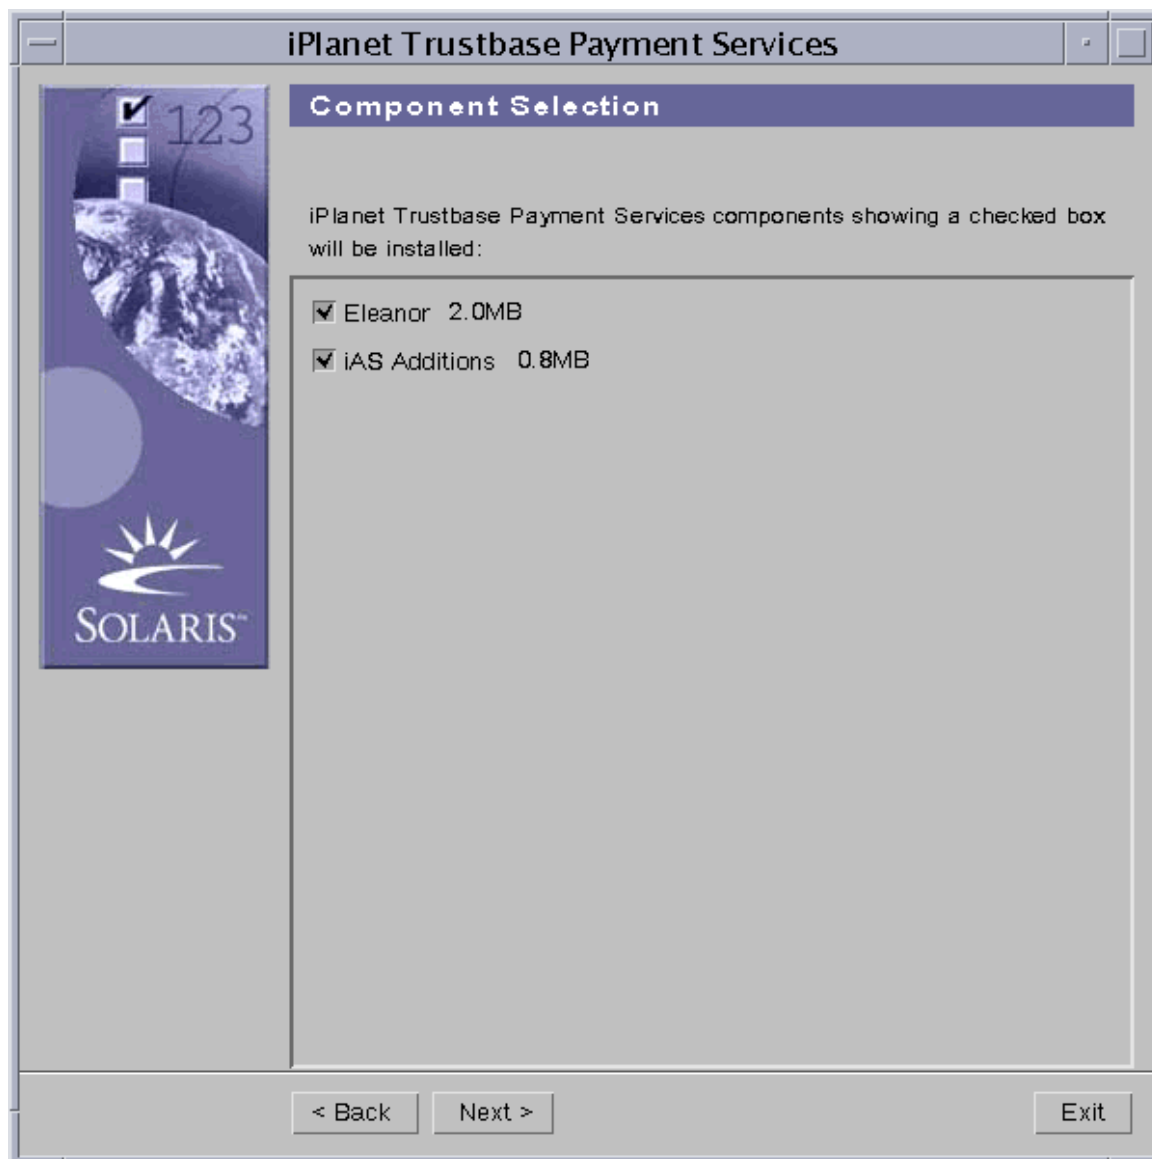 iPlanet Trustbase Payment Services
123
Component Selection
iPlanet Trustbase Payment Services components showing a checked box
will be installed:
Eleanor 2.0MB
iAS Additions 0.8MB
SOLARIS™
< Back
Next >
Exit